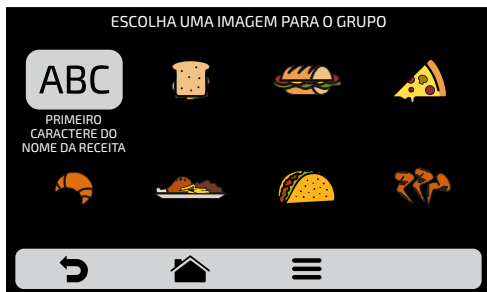 ESCOLHA UMA IMAGEM PARA O GRUPO
ABC
PRIMEIRO
CARACTERE DO
NOME DA RECEITA